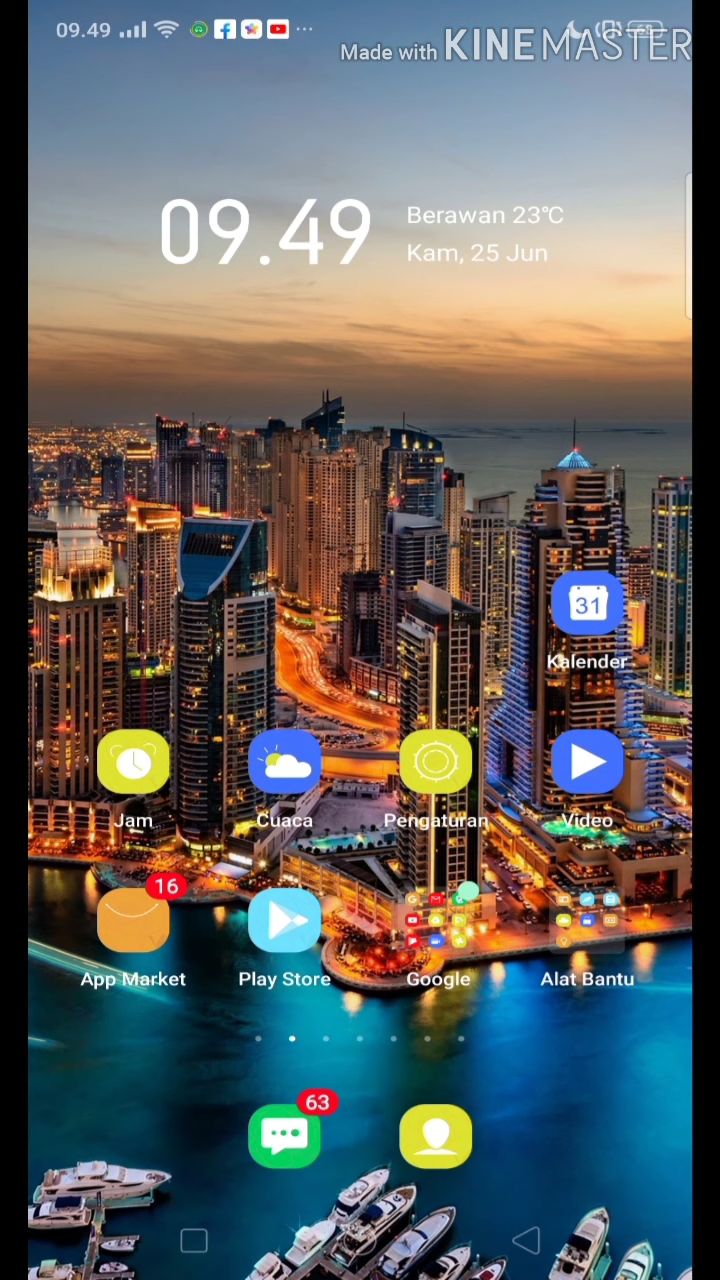 09.49
Made with KINEMASTER
09.49
Berawan 23℃
Kam, 25 Jun
31
Kalender
Jam
Cuaca
Pengaturan
Video
16
App Market
Play Store
Google
Alat Bantu
63